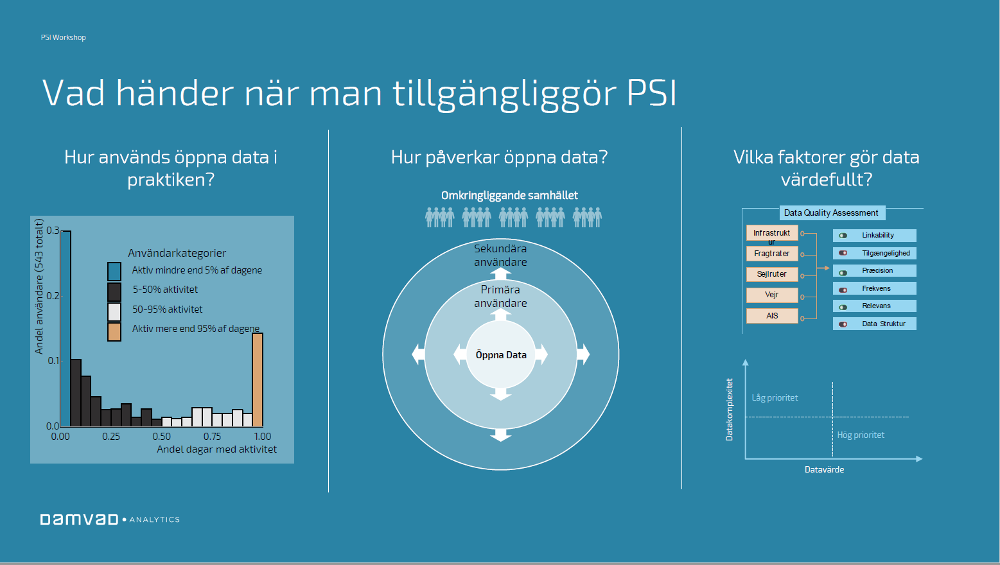 PSI Workshop
Vad händer när man tillgängliggör PSI
Hur används öppna data i
praktiken?
Andel användare (543 totalt)
0.3
0.2
0.1
0.0
Användarkategorier
Aktiv mindre end 5% af dagene
5-50% aktivitet
50-95% aktivitet
Aktiv mere end 95% af dagene
0.00 0.25 0.50 0.75 1.00
Andel dagar med aktivitet
Hur påverkar öppna data?
Omkringliggande samhället
Sekundära
användare
Primära
användare
Öppna Data
Vilka faktorer gör data
värdefullt?
Data Quality Assessment
Infrastrukt
ur
Fragtrater
Sejlruter
Vejr
AIS
Linkability
Tilgængelighed
Præcision
Frekvens
Relevans
Data Struktur
Datakomplexitet
Låg prioritet
Hög prioritet
Datavärde
DAMVAD • ANALYTICS